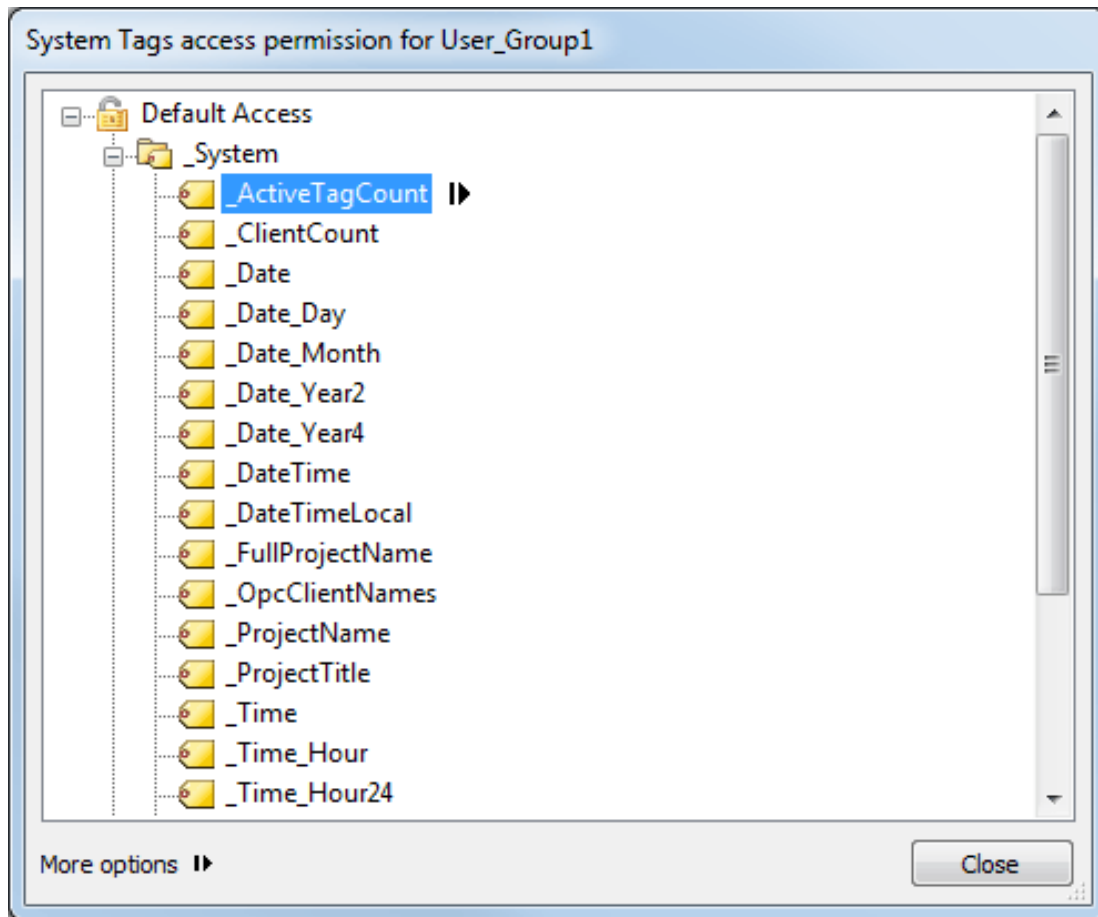 System Tags access permission for User_Group1
Default Access
_System
_ActiveTagCount
_ClientCount
_Date
_Date_Day
_Date_Month
_Date_Year2
_Date_Year4
_DateTime
_DateTimeLocal
_FullProjectName
_OpcClientNames
_ProjectName
_ProjectTitle
_Time
_Time_Hour
_Time_Hour24
More options
Close